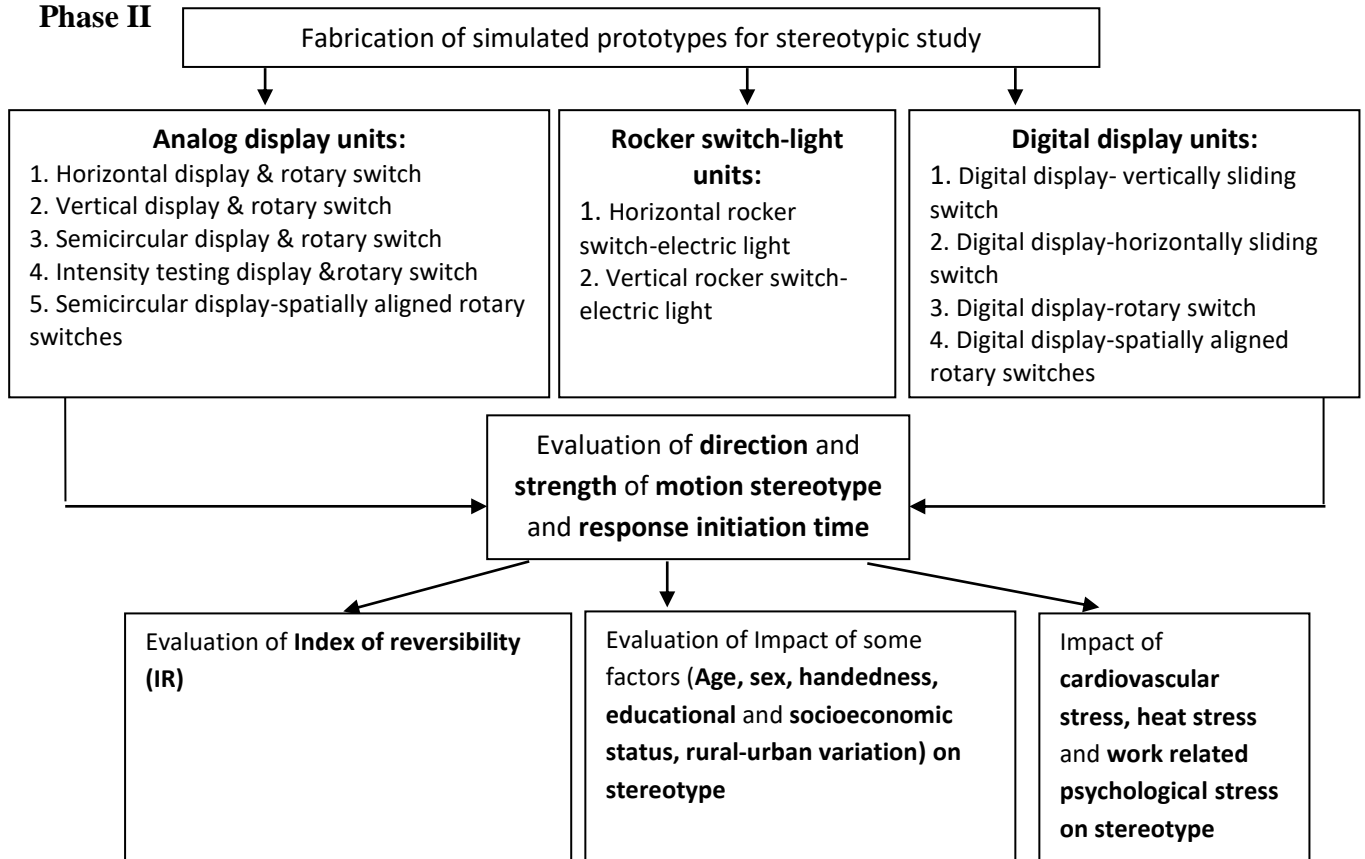 Phase II
Fabrication of simulated prototypes for stereotypic study
Analog display units:
1. Horizontal display & rotary switch
2. Vertical display & rotary switch
3. Semicircular display & rotary switch
4. Intensity testing display &rotary switch
5. Semicircular display-spatially aligned rotary
switches
Rocker switch-light
units:
1. Horizontal rocker
switch-electric light
2. Vertical rocker switch-
electric light
Digital display units:
1. Digital display- vertically sliding
switch
2. Digital display-horizontally sliding
switch
3. Digital display-rotary switch
4. Digital display-spatially aligned
rotary switches
Evaluation of direction and
strength of motion stereotype
and response initiation time
Evaluation of Index of reversibility
(IR)
Evaluation of Impact of some
factors (Age, sex, handedness,
educational and socioeconomic
status, rural-urban variation) on
stereotype
Impact of
cardiovascular
stress, heat stress
and work related
psychological stress
on stereotype